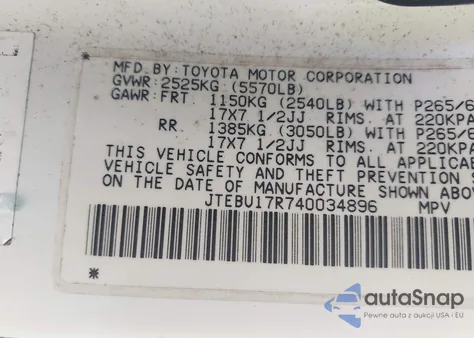 MFD BY:TOYOTA MOTOR CORPORATION
GVWR:2525KG (5570LB)
GAWR:FRT 1150KG (2540LB) WITH P265/6
17X7 1/2JJ RIMS. AT 220KPA
RR 1385KG (3050LB) WITH P265/6
17X7 1/2JJ RIMS. AT 220KPA
THIS VEHICLE CONFORMS TO ALL APPLICAB
VEHICLE SAFETY AND THEFT PREVENTION S
ON THE DATE OF MANUFACTURE SHOWN ABO
JTEBU17R740034896 MPV
* *
*
autoSnap
Pewne auta z aukcji USA i EU